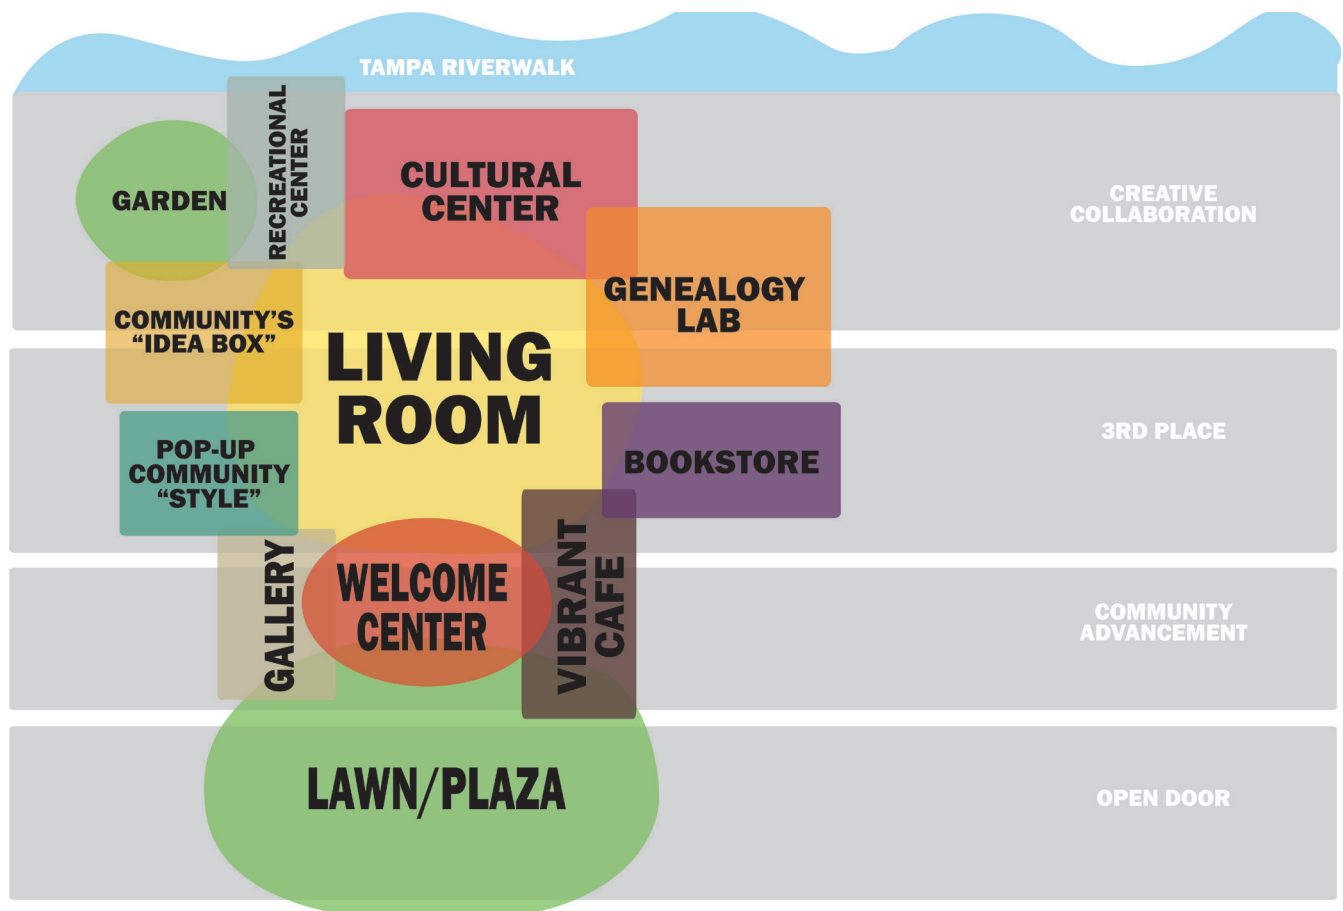 TAMPA RIVERWALK
GARDEN
RECREATIONAL
CENTER
CULTURAL
CENTER
CREATIVE
COLLABORATION
GENEALOGY
LAB
COMMUNITY’S
“IDEA BOX”
LIVING
ROOM
3RD PLACE
POP-UP
COMMUNITY
“STYLE”
BOOKSTORE
GALLERY
WELCOME
CENTER
VIBRANT
CAFE
COMMUNITY
ADVANCEMENT
LAWN/PLAZA
OPEN DOOR